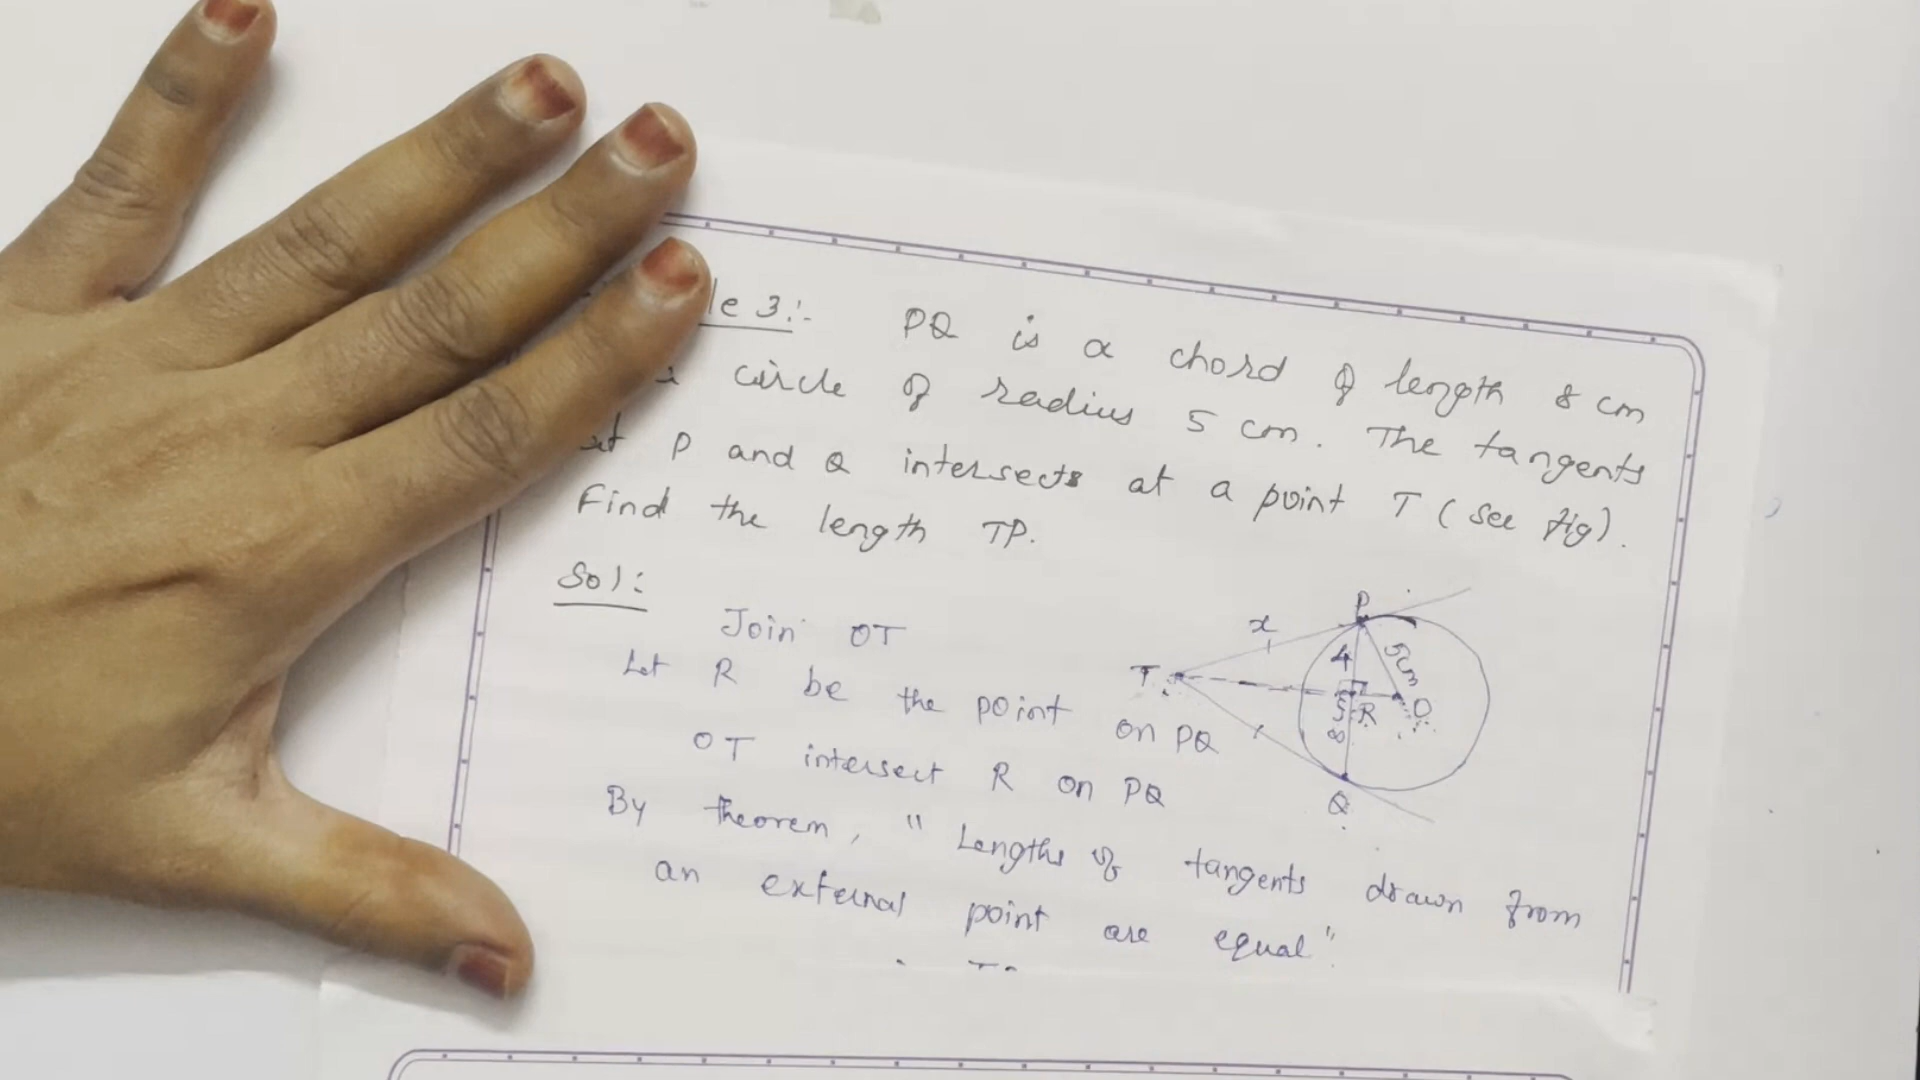 le 3:- PQ is a chord of length 8 cm
circle of radius 5 cm. The tangents
at P and Q intersects at a point T (see fig).
Find the length TP.
Sol:
Join OT
Let R be the point on PQ
OT intersect R on PQ
By theorem, "Lengths of tangents drawn from
an external point are equal"
P
x
T
4
5cm
R
O
8
Q